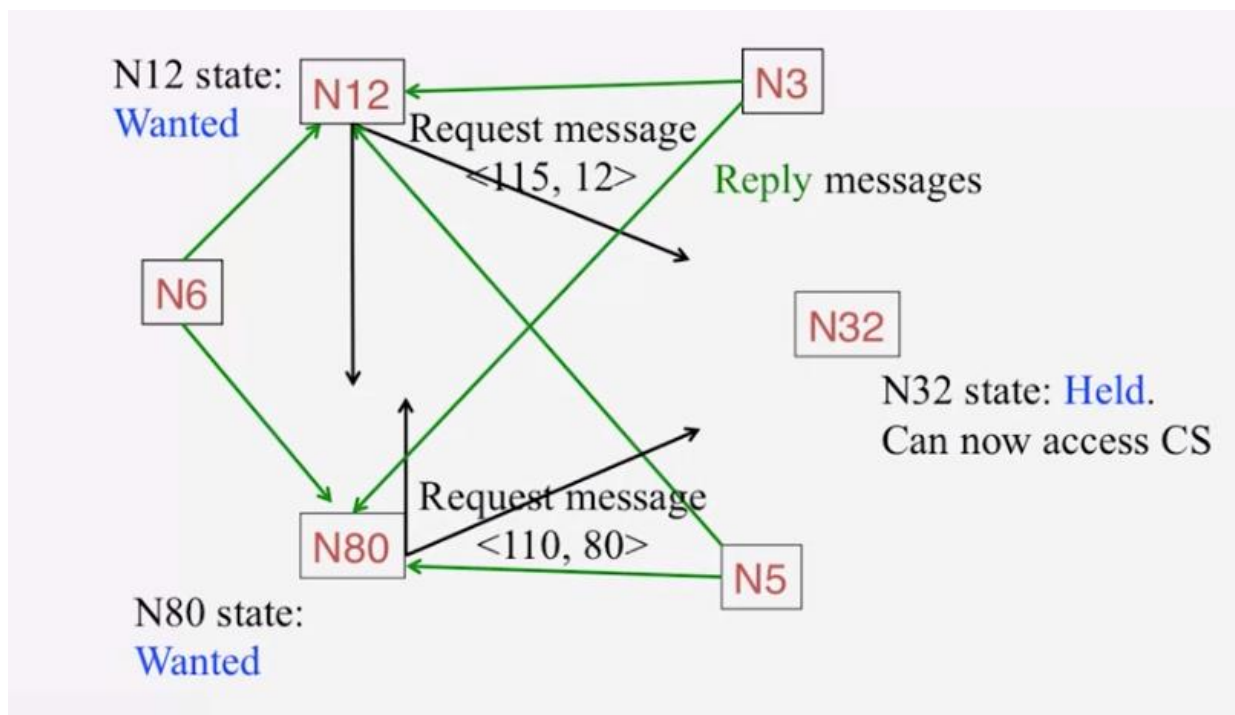 N12 state:
Wanted
N12
N3
Request message
<115, 12>
Reply messages
N6
N32
N32 state: Held.
Can now access CS
Request message
<110, 80>
N80
N5
N80 state:
Wanted